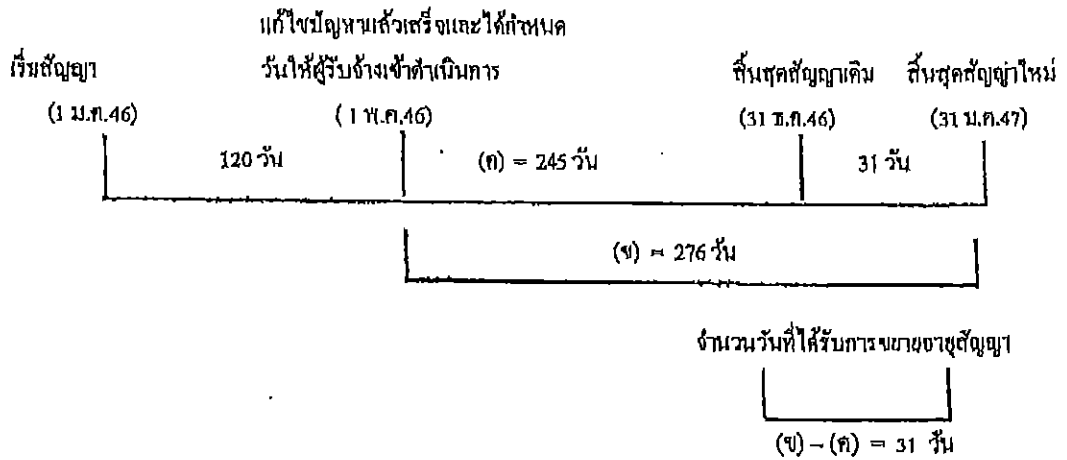 แก้ไขปัญหาแล้วเสร็จและได้กำหนด
เริ่มสัญญา วันให้ผู้รับจ้างเข้าดำเนินการ สิ้นสุดสัญญาเดิม สิ้นสุดสัญญาใหม่
(1 ม.ค.46) (1 พ.ค.46) (31 ธ.ค.46) (31 ม.ค.47)
120 วัน (ค) = 245 วัน 31 วัน
(ข) = 276 วัน
จำนวนวันที่ได้รับการขยายอายุสัญญา
(ข) – (ค) = 31 วัน